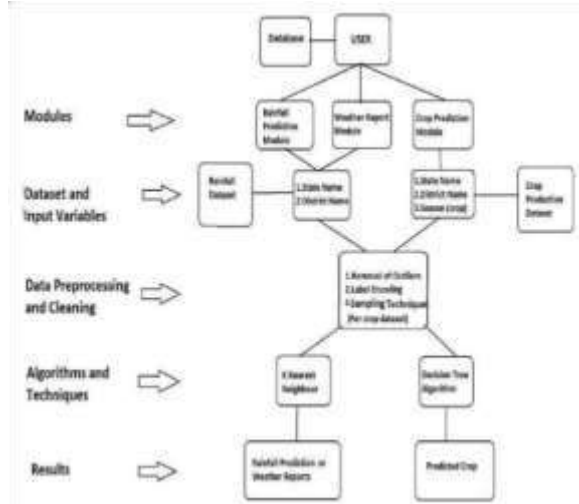 Database
USER
Modules
Rainfall
Prediction
Module
Weather Report
Module
Crop Prediction
Module
Dataset and
Input Variables
Rainfall
Dataset
1.State Name
2.District Name
1.State Name
2.District Name
3.Season (crop)
Crop
Production
Dataset
Data Preprocessing
and Cleaning
1.Removal of Outliers
2.Label Encoding
Sampling Techniques
(For crop dataset)
Algorithms and
Techniques
K Nearest
Neighbour
Decision Tree
Algorithm
Results
Rainfall Prediction or
Weather Reports
Predicted Crop